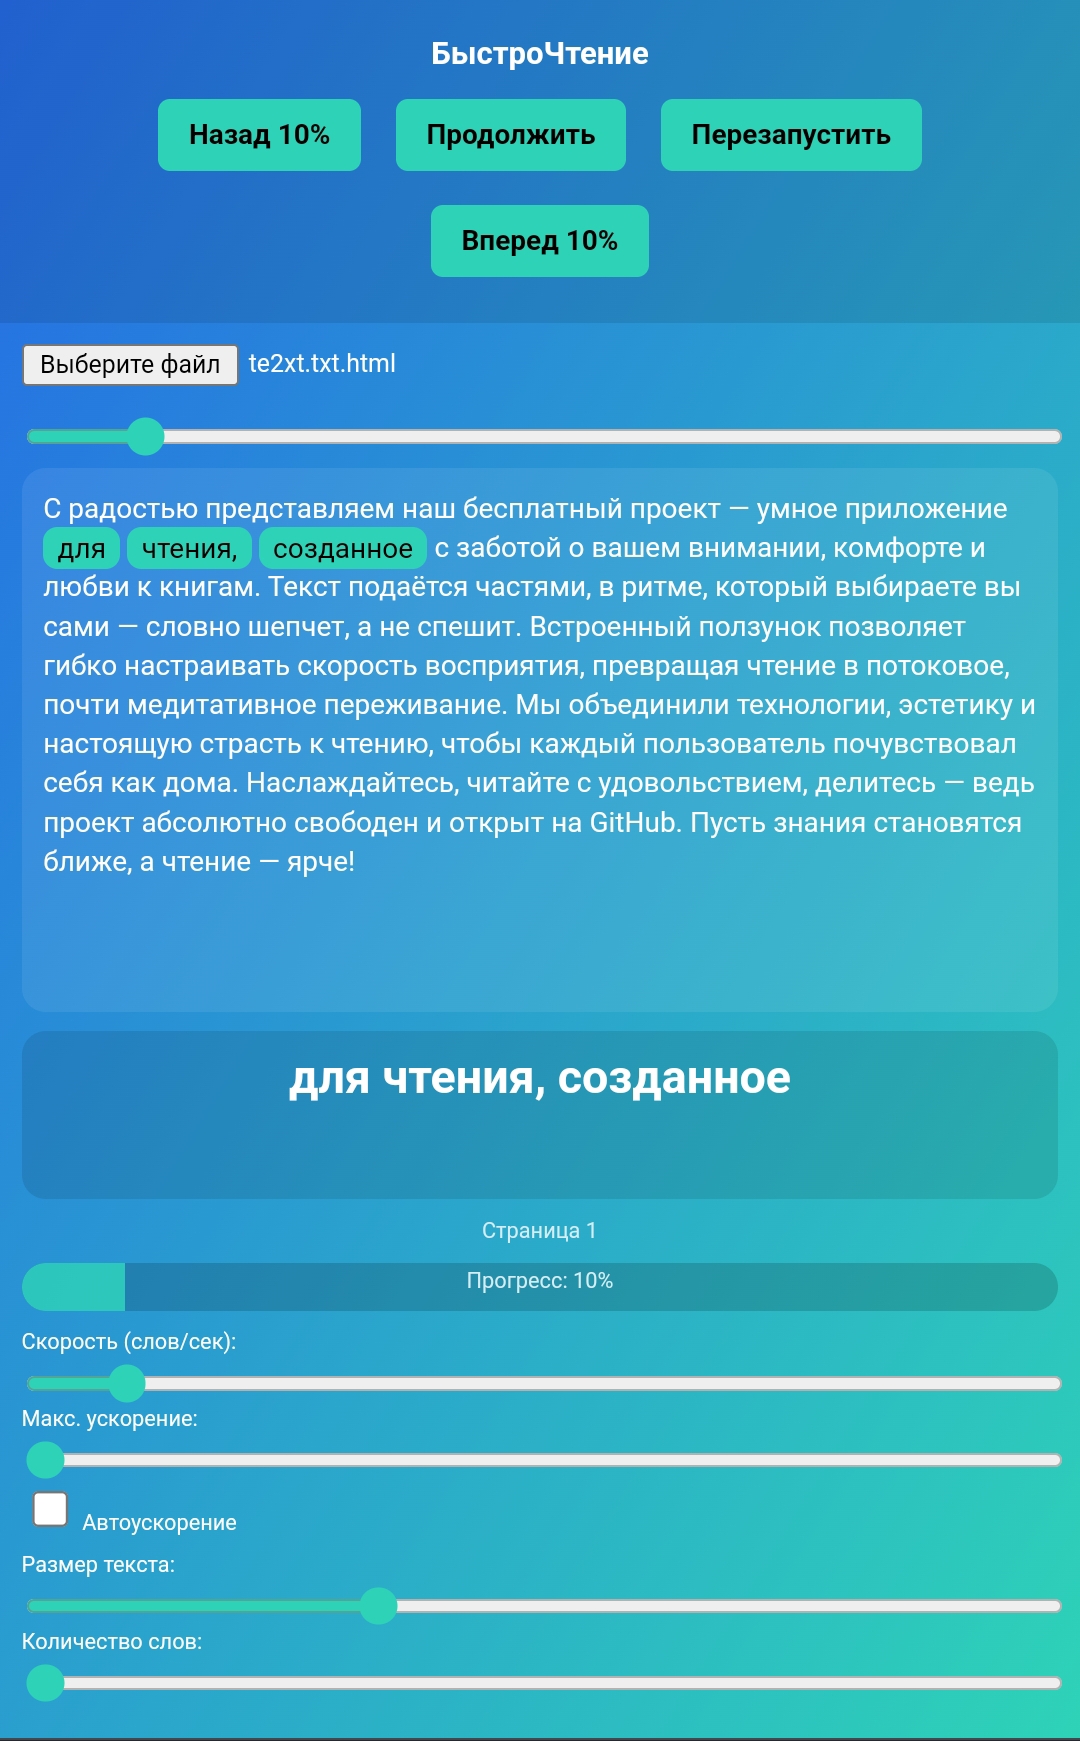 БыстроЧтение
Назад 10% Продолжить Перезапустить
Вперед 10%
Выберите файл te2xt.txt.html
С радостью представляем наш бесплатный проект — умное приложение
для чтения, созданное с заботой о вашем внимании, комфорте и
любви к книгам. Текст подаётся частями, в ритме, который выбираете вы
сами — словно шепчет, а не спешит. Встроенный ползунок позволяет
гибко настраивать скорость восприятия, превращая чтение в потоковое,
почти медитативное переживание. Мы объединили технологии, эстетику и
настоящую страсть к чтению, чтобы каждый пользователь почувствовал
себя как дома. Наслаждайтесь, читайте с удовольствием, делитесь — ведь
проект абсолютно свободен и открыт на GitHub. Пусть знания становятся
ближе, а чтение — ярче!
для чтения, созданное
Страница 1
Прогресс: 10%
Скорость (слов/сек):
Макс. ускорение:
Автоускорение
Размер текста:
Количество слов: